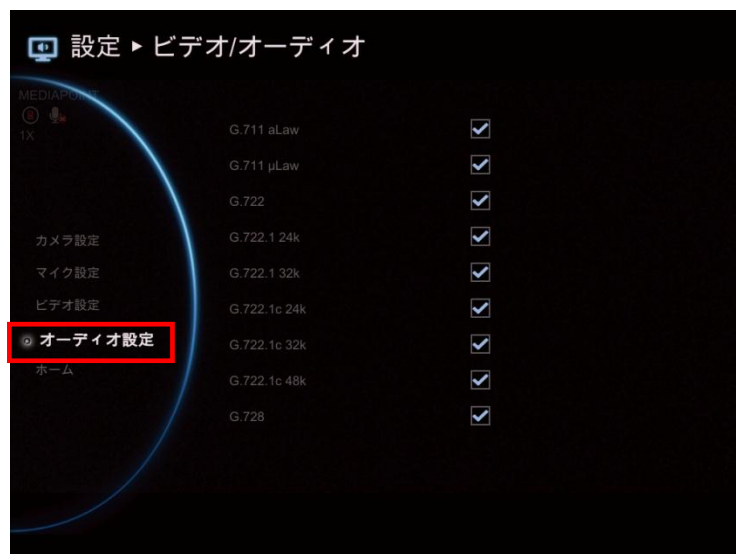 設定 ▸ ビデオ/オーディオ
MEDIAPOINT
1X
G.711 aLaw
G.711 μLaw
G.722
カメラ設定
G.722.1 24k
マイク設定
G.722.1 32k
ビデオ設定
G.722.1c 24k
オーディオ設定
G.722.1c 32k
ホーム
G.722.1c 48k
G.728